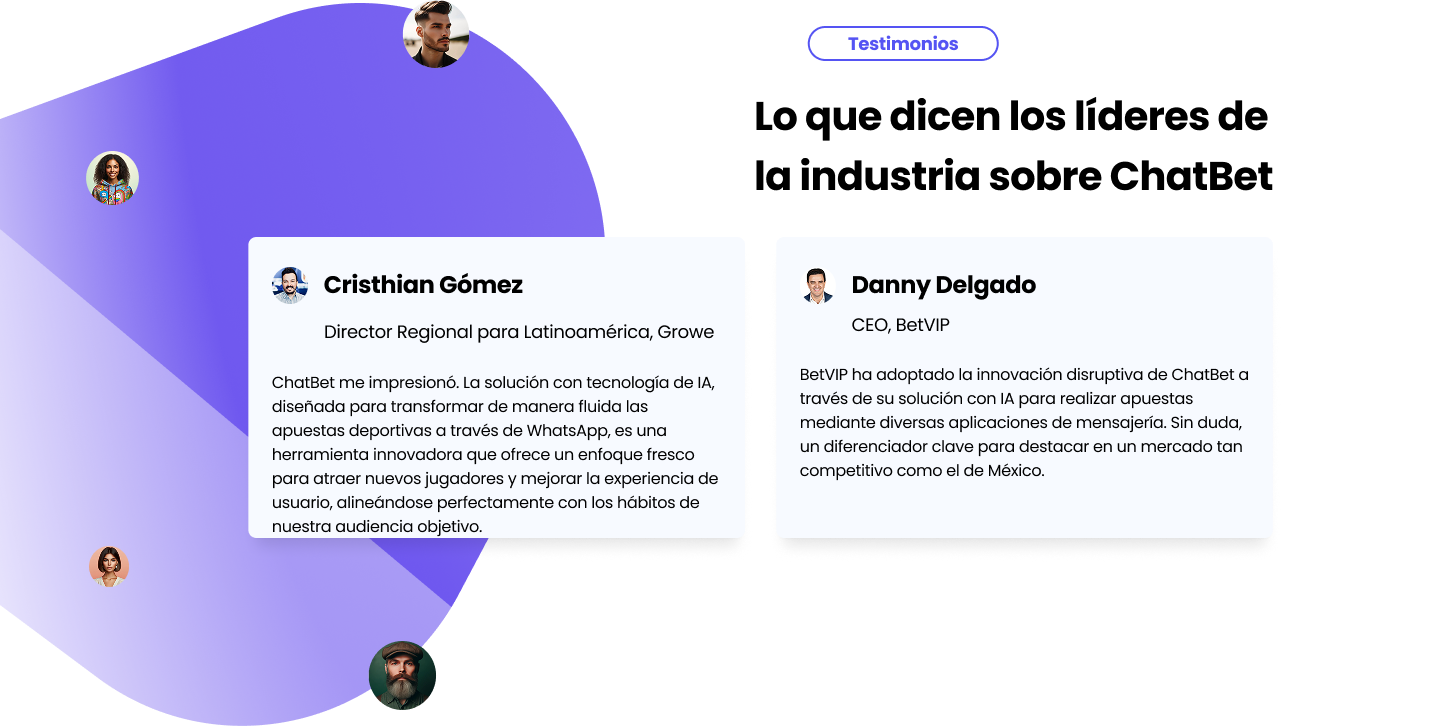 Testimonios
Lo que dicen los líderes de
la industria sobre ChatBet
Cristhian Gómez
Director Regional para Latinoamérica, Growe
ChatBet me impresionó. La solución con tecnología de IA,
diseñada para transformar de manera fluida las
apuestas deportivas a través de WhatsApp, es una
herramienta innovadora que ofrece un enfoque fresco
para atraer nuevos jugadores y mejorar la experiencia de
usuario, alineándose perfectamente con los hábitos de
nuestra audiencia objetivo.
Danny Delgado
CEO, BetVIP
BetVIP ha adoptado la innovación disruptiva de ChatBet a
través de su solución con IA para realizar apuestas
mediante diversas aplicaciones de mensajería. Sin duda,
un diferenciador clave para destacar en un mercado tan
competitivo como el de México.